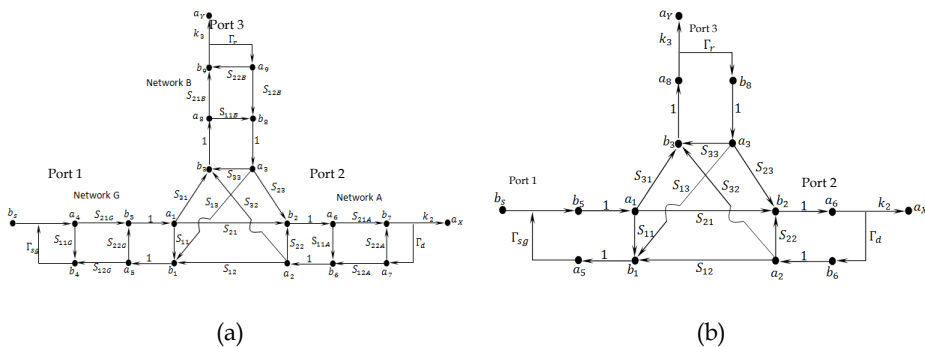 a_Y
Port 3
k_3
Γ_r
b_9
S_22B
a_9
Network B
S_21B
S_12B
a_8
S_11B
b_8
1
1
b_3
S_33
a_3
Port 1
Port 2
S_31
S_13
S_32
S_23
Network G
Network A
b_s
a_4
S_21G
b_5
1
a_1
S_21
b_2
1
a_6
S_21A
b_7
k_2
a_X
Γ_sg
S_11G
S_22G
S_11
S_22
S_11A
S_22A
Γ_d
b_4
S_12G
a_5
1
b_1
S_12
a_2
1
b_6
S_12A
a_7
(a)
a_Y
Port 3
k_3
Γ_r
a_8
b_8
1
1
b_3
S_33
a_3
S_31
S_13
S_32
S_23
Port 1
Port 2
b_s
b_5
1
a_1
S_21
b_2
1
a_6
k_2
a_X
Γ_sg
S_11
S_22
Γ_d
a_5
1
b_1
S_12
a_2
1
b_6
(b)